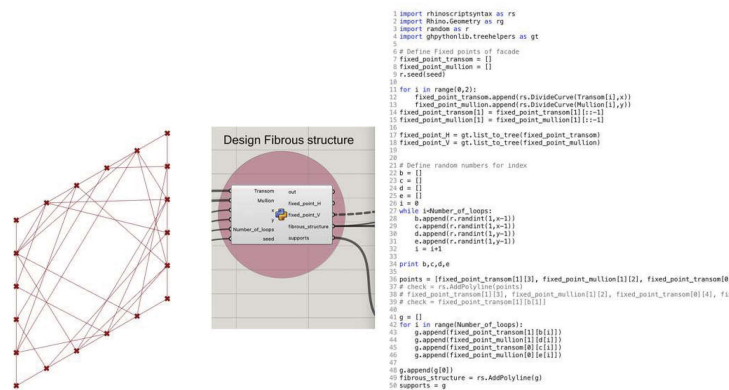 Design Fibrous structure
Transom
out
Mullion
fixed_point_H
x
fixed_point_V
y
fibrous_structure
Number_of_loops
supports
seed
1 import rhinoscriptsyntax as rs
2 import Rhino.Geometry as rg
3 import random as r
4 import ghpythonlib.treehelpers as gt
5
6 # Define Fixed points of facade
7 fixed_point_transom = []
8 fixed_point_mullion = []
9 r.seed(seed)
10
11 for i in range(0,2):
12 fixed_point_transom.append(rs.DivideCurve(Transom[i],x))
13 fixed_point_mullion.append(rs.DivideCurve(Mullion[i],y))
14 fixed_point_transom[1] = fixed_point_transom[1][::-1]
15 fixed_point_mullion[1] = fixed_point_mullion[1][::-1]
16
17 fixed_point_H = gt.list_to_tree(fixed_point_transom)
18 fixed_point_V = gt.list_to_tree(fixed_point_mullion)
19
20
21 # Define random numbers for index
22 b = []
23 c = []
24 d = []
25 e = []
26 i = 0
27 while i<Number_of_loops:
28 b.append(r.randint(1,x-1))
29 c.append(r.randint(1,x-1))
30 d.append(r.randint(1,y-1))
31 e.append(r.randint(1,y-1))
32 i = i+1
33
34 print b,c,d,e
35
36 points = [fixed_point_transom[1][3], fixed_point_mullion[1][2], fixed_point_transom[0
37 # check = rs.AddPolyline(points)
38 # fixed_point_transom[1][3], fixed_point_mullion[1][2], fixed_point_transom[0][4], fi
39 # check = fixed_point_transom[1][b[1]]
40
41 g = []
42 for i in range(Number_of_loops):
43 g.append(fixed_point_transom[1][b[i]])
44 g.append(fixed_point_mullion[1][d[i]])
45 g.append(fixed_point_transom[0][c[i]])
46 g.append(fixed_point_mullion[0][e[i]])
47
48 g.append(g[0])
49 fibrous_structure = rs.AddPolyline(g)
50 supports = g